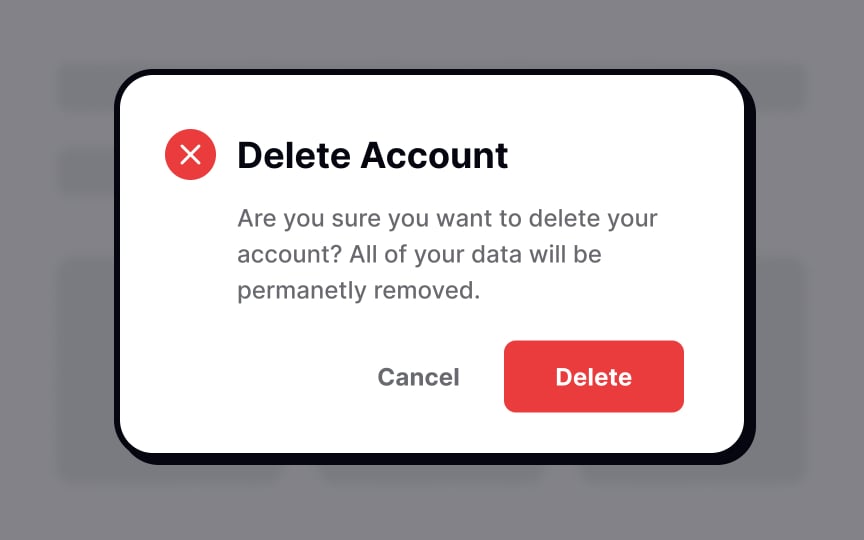 Delete Account
Are you sure you want to delete your
account? All of your data will be
permanetly removed.
Cancel
Delete